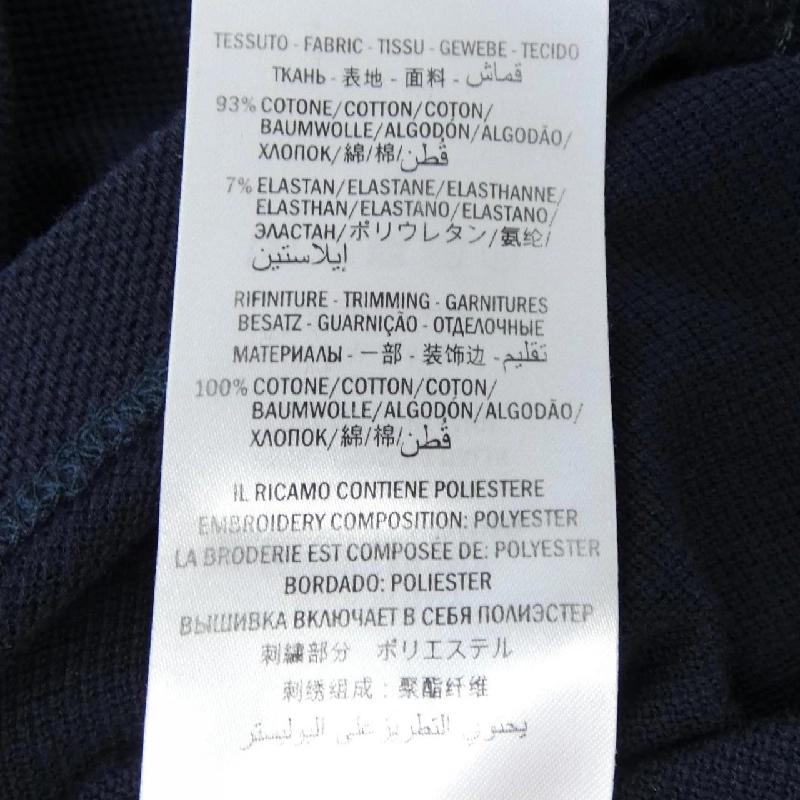 TESSUTO - FABRIC - TISSU - GEWEBE - TECIDO
ТКАНЬ - 表地 - 面料 - قماش
93% COTONE/COTTON/COTON/
BAUMWOLLE/ALGODÓN/ALGODÃO/
ХЛОПОК/綿/棉/قُطن
7% ELASTAN/ELASTANE/ELASTHANNE/
ELASTHAN/ELASTANO/ELASTANO/
ЭЛАСТАН/ポリウレタン/氨纶/
إيلاستين
RIFINITURE - TRIMMING - GARNITURES
BESATZ - GUARNIÇÃO - ОТДЕЛОЧНЫЕ
МАТЕРИАЛЫ - 一部 - 装饰边 - تقليم
100% COTONE/COTTON/COTON/
BAUMWOLLE/ALGODÓN/ALGODÃO/
ХЛОПОК/綿/棉/قُطن
IL RICAMO CONTIENE POLIESTERE
EMBROIDERY COMPOSITION: POLYESTER
LA BRODERIE EST COMPOSÉE DE: POLYESTER
BORDADO: POLIESTER
ВЫШИВКА ВКЛЮЧАЕТ В СЕБЯ ПОЛИЭСТЕР
刺繍部分 ポリエステル
刺绣组成：聚酯纤维
يحتوي التطريز على البوليستر